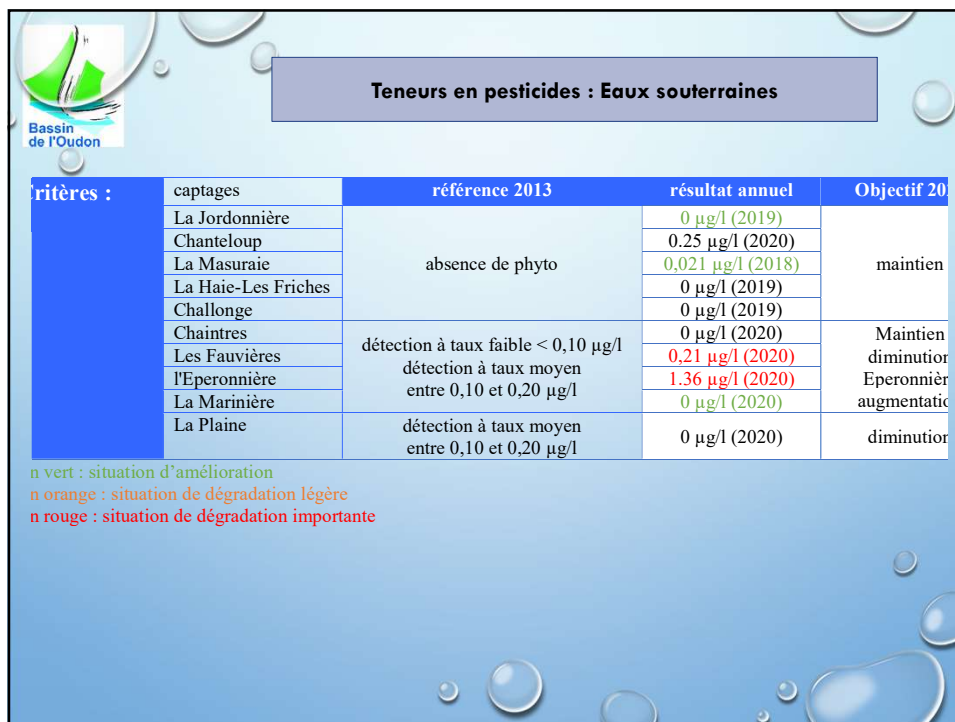 Bassin
de l'Oudon
Teneurs en pesticides : Eaux souterraines
ritères :
captages
référence 2013
résultat annuel
Objectif 20
La Jordonnière
0 µg/l (2019)
Chanteloup
0.25 µg/l (2020)
La Masuraie
absence de phyto
0,021 µg/l (2018)
maintien
La Haie-Les Friches
0 µg/l (2019)
Challonge
0 µg/l (2019)
Chaintres
0 µg/l (2020)
Les Fauvières
0,21 µg/l (2020)
l'Eperonnière
1.36 µg/l (2020)
La Marinière
0 µg/l (2020)
détection à taux faible < 0,10 µg/l
détection à taux moyen
entre 0,10 et 0,20 µg/l
Maintien
diminution
Eperonnièr
augmentatio
La Plaine
détection à taux moyen
entre 0,10 et 0,20 µg/l
0 µg/l (2020)
diminution
n vert : situation d’amélioration
n orange : situation de dégradation légère
n rouge : situation de dégradation importante